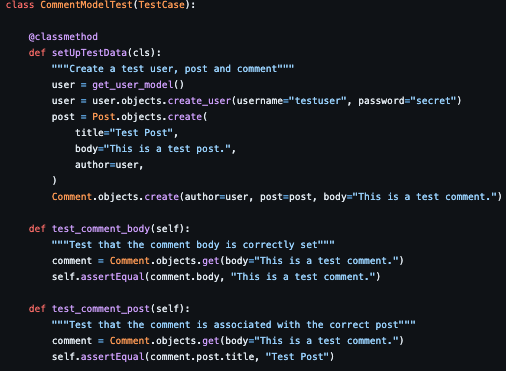 class CommentModelTest(TestCase):
@classmethod
def setUpTestData(cls):
"""Create a test user, post and comment"""
user = get_user_model()
user = user.objects.create_user(username="testuser", password="secret")
post = Post.objects.create(
title="Test Post",
body="This is a test post.",
author=user,
)
Comment.objects.create(author=user, post=post, body="This is a test comment.")
def test_comment_body(self):
"""Test that the comment body is correctly set"""
comment = Comment.objects.get(body="This is a test comment.")
self.assertEqual(comment.body, "This is a test comment.")
def test_comment_post(self):
"""Test that the comment is associated with the correct post"""
comment = Comment.objects.get(body="This is a test comment.")
self.assertEqual(comment.post.title, "Test Post")